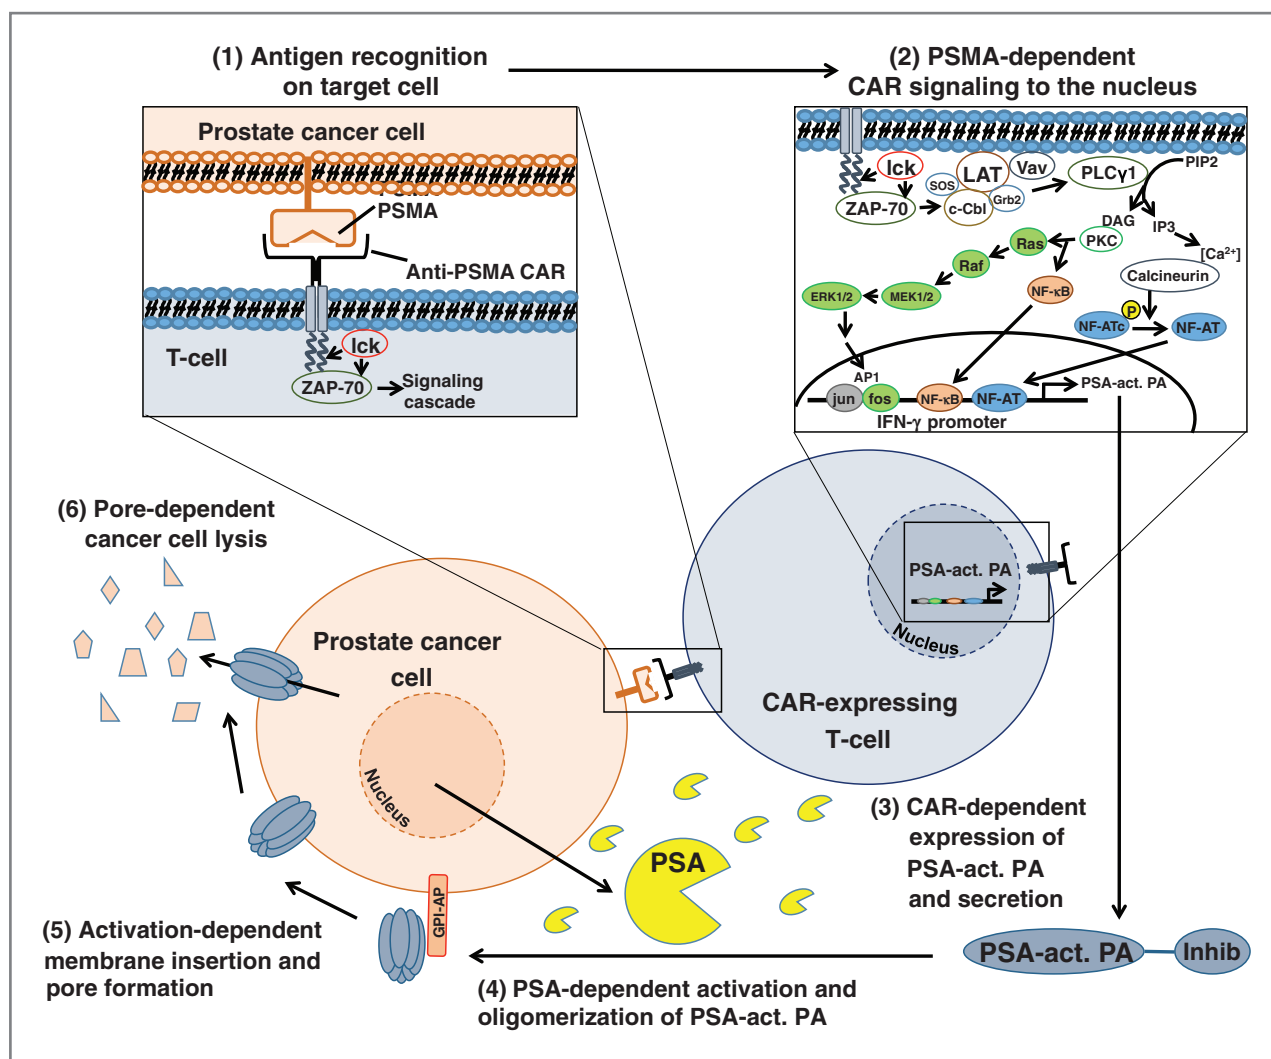 (1) Antigen recognition
on target cell
(2) PSMA-dependent
CAR signaling to the nucleus
Prostate cancer cell
PSMA
Anti-PSMA CAR
T-cell
lck
ZAP-70
Signaling
cascade
lck
ZAP-70
SOS
LAT
c-Cbl
Grb2
Vav
PLCγ1
PIP2
DAG
IP3
PKC
[Ca2+]
Ras
Raf
MEK1/2
ERK1/2
NF-κB
Calcineurin
P
NF-ATc
NF-AT
AP1
jun
fos
NF-κB
NF-AT
PSA-act. PA
IFN-γ promoter
(6) Pore-dependent
cancer cell lysis
PSA-act. PA
Nucleus
Prostate cancer
cell
Nucleus
CAR-expressing
T-cell
(3) CAR-dependent
expression of
PSA-act. PA
and secretion
PSA
GPI-AP
(5) Activation-dependent
membrane insertion and
pore formation
PSA-act. PA
Inhib
(4) PSA-dependent activation and
oligomerization of PSA-act. PA